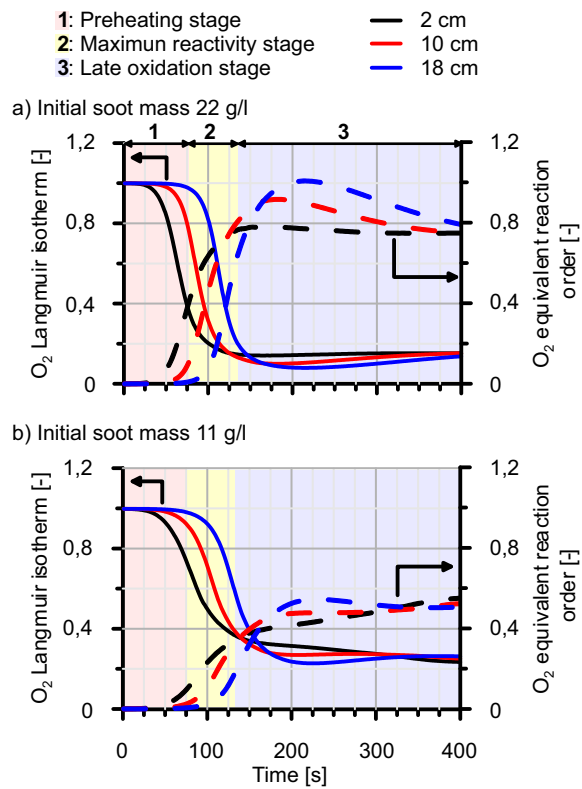 1: Preheating stage
2 cm
2: Maximun reactivity stage
10 cm
3: Late oxidation stage
18 cm
a) Initial soot mass 22 g/l
1 2 3
1,2
1,2
0,8
0,8
0,4
0,4
0
0
O2 Langmuir isotherm [-]
O2 equivalent reaction
order [-]
b) Initial soot mass 11 g/l
1,2
1,2
0,8
0,8
0,4
0,4
0
0
O2 Langmuir isotherm [-]
O2 equivalent reaction
order [-]
0 100 200 300 400
Time [s]